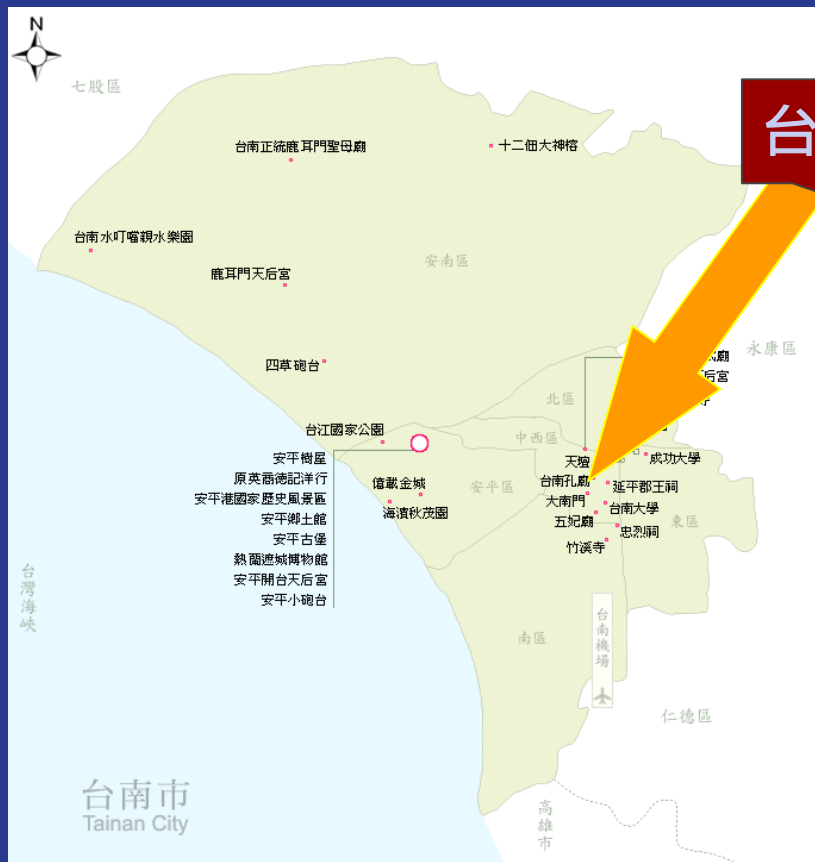 N
七股區
台
台南正統鹿耳門聖母廟
十二佃大神榕
台南水叮噹親水樂園
安南區
鹿耳門天后宮
永康區
廟
后宮
四草砲台
北區
台江國家公園
中西區
安平樹屋
天壇
成功大學
原英商德記洋行
億載金城
安平區
台南孔廟
延平郡王祠
安平港國家歷史風景區
海濱秋茂園
大南門
台南大學
安平鄉土館
五妃廟
東區
安平古堡
忠烈祠
熱蘭遮城博物館
竹溪寺
安平開台天后宮
安平小砲台
台灣海峽
南區
台南機場
仁德區
台南市
Tainan City
高雄市